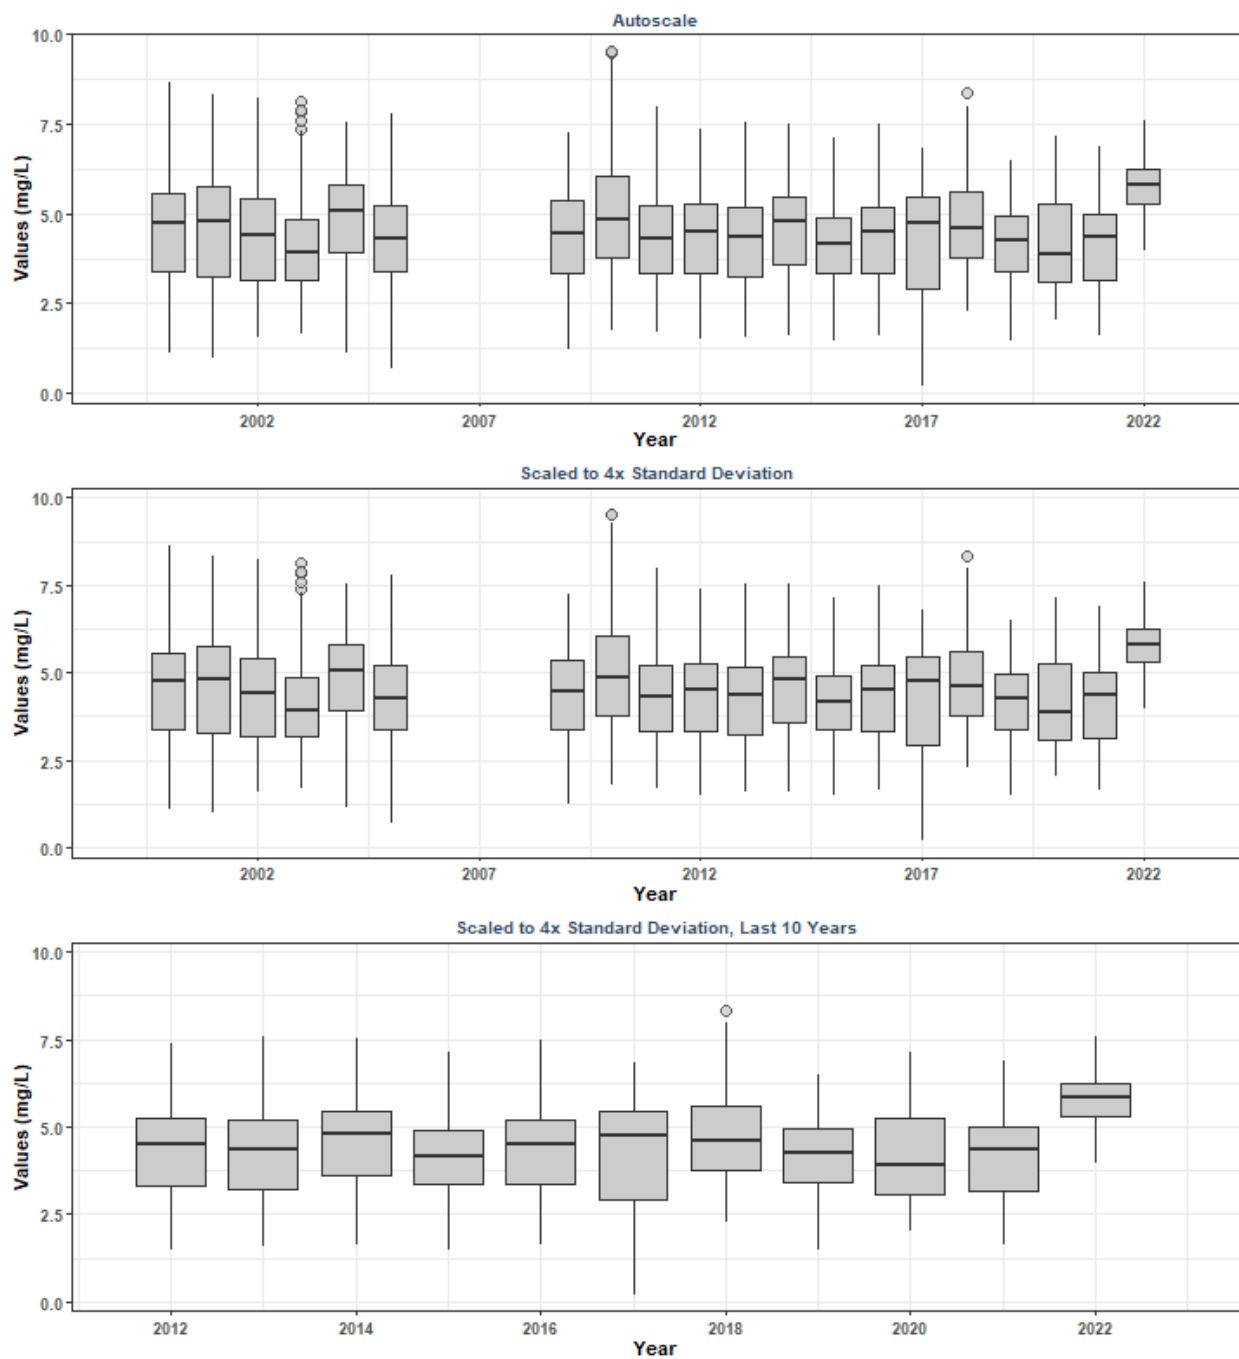 Autoscale
10.0
7.5
5.0
2.5
0.0
Values (mg/L)
2002 2007 2012 2017 2022
Year
Scaled to 4x Standard Deviation
10.0
7.5
5.0
2.5
0.0
Values (mg/L)
2002 2007 2012 2017 2022
Year
Scaled to 4x Standard Deviation, Last 10 Years
10.0
7.5
5.0
2.5
0.0
Values (mg/L)
2012 2014 2016 2018 2020 2022
Year